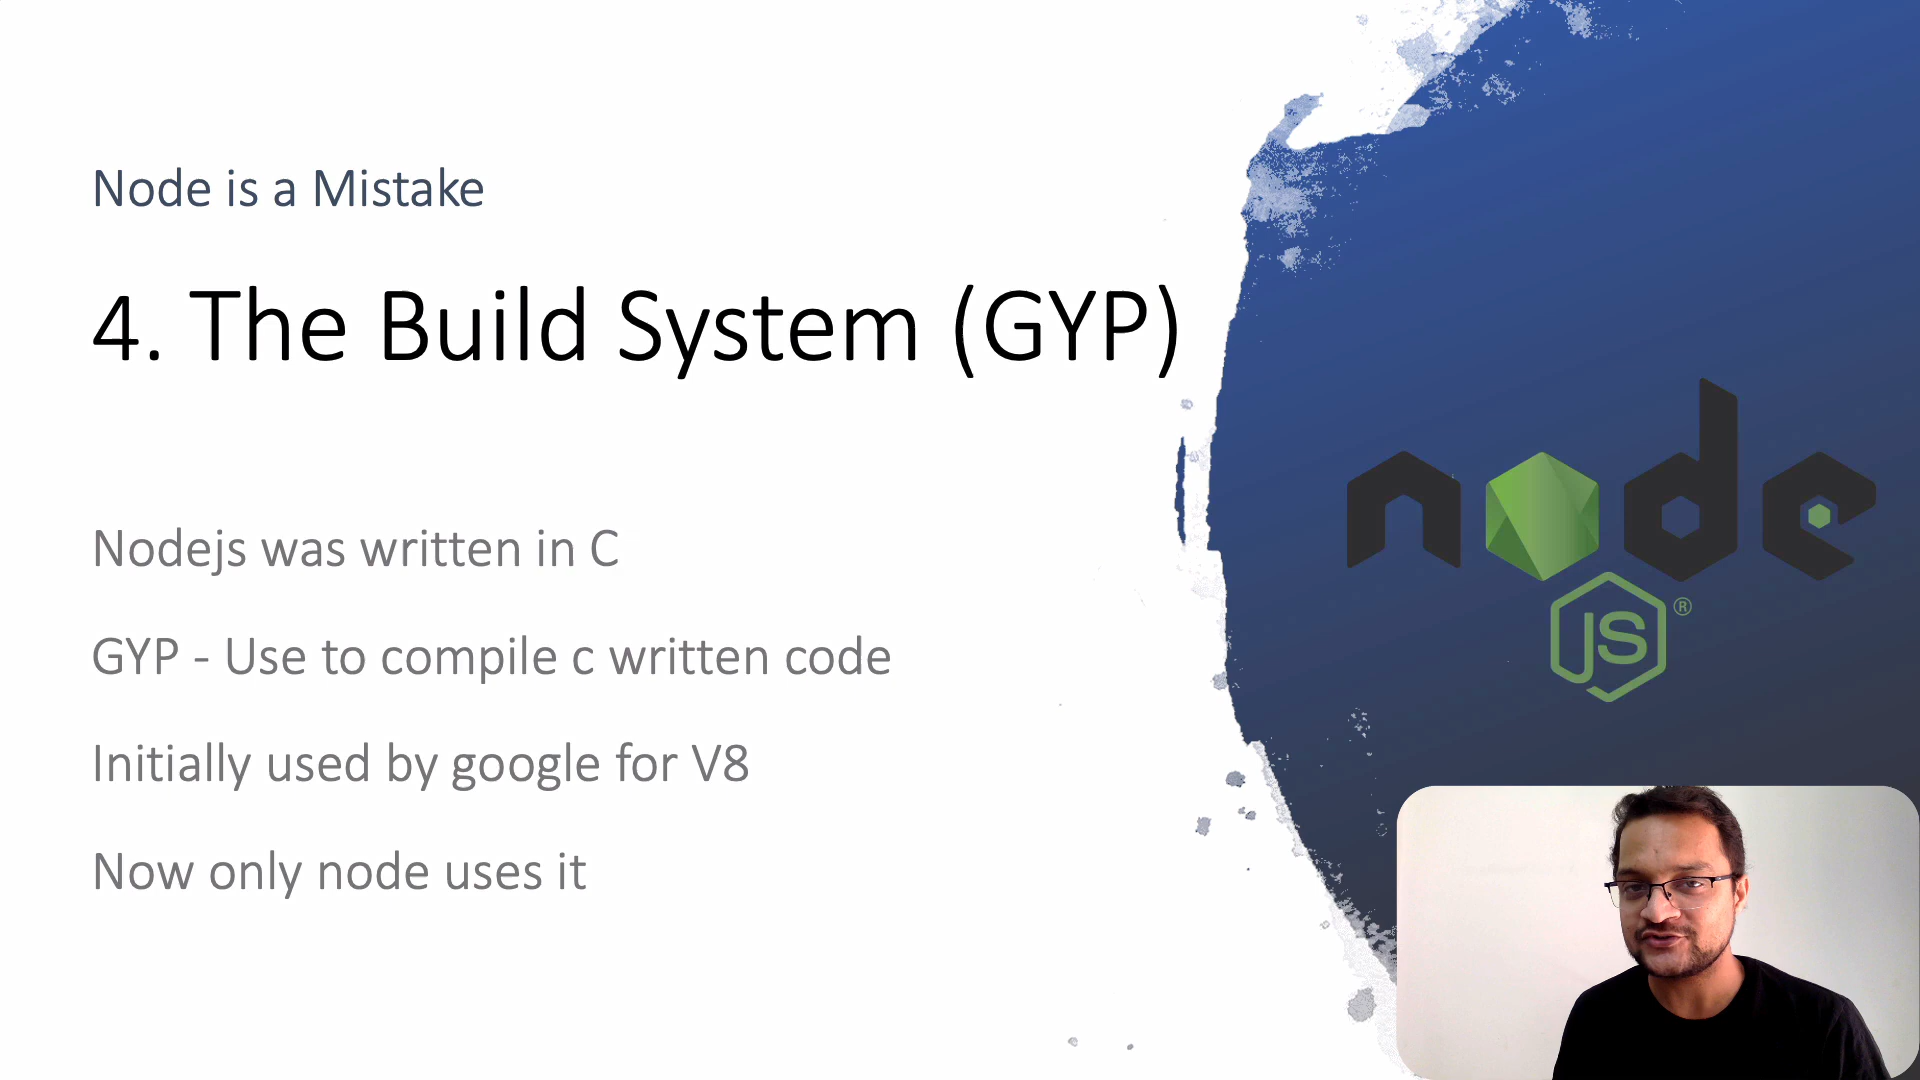 Node is a Mistake
4. The Build System (GYP)
Nodejs was written in C
GYP - Use to compile c written code
Initially used by google for V8
Now only node uses it
node
JS ®